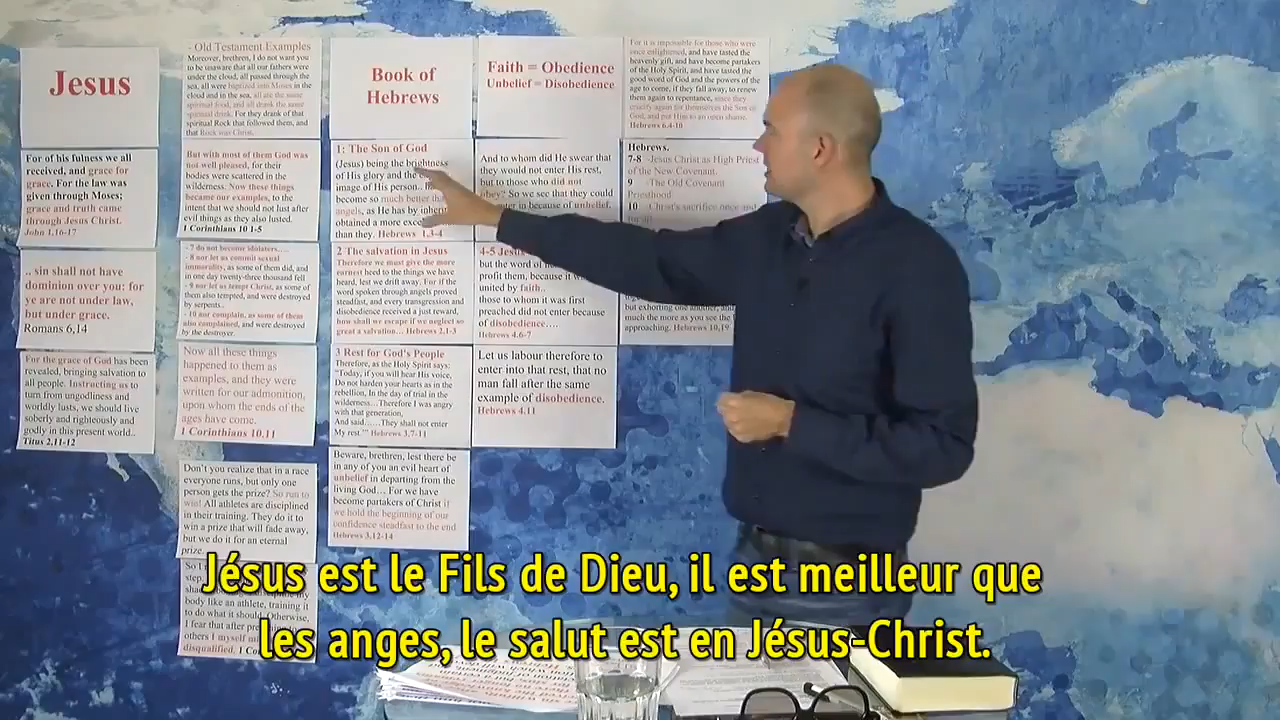 Jesus
For of his fulness we all
received, and grace for
grace. For the law was
given through Moses;
grace and truth came
through Jesus Christ.
John 1,16-17
.. sin shall not have
dominion over you: for
ye are not under law,
but under grace.
Romans 6,14
For the grace of God has been
revealed, bringing salvation to
all people. Instructing us to
turn from ungodliness and
worldly lusts, we should live
soberly and righteously and
godly in this present world..
Titus 2,11-12
- Old Testament Examples
Moreover, brethren, I do not want you
to be unaware that all our fathers were
under the cloud, all passed through the
sea, all were baptized into Moses in the
cloud and in the sea, all ate the same
spiritual food, and all drank the same
spiritual drink. For they drank of that
spiritual Rock that followed them, and
that Rock was Christ.
But with most of them God was
not well pleased, for their
bodies were scattered in the
wilderness. Now these things
became our examples, to the
intent that we should not lust after
evil things as they also lusted.
1 Corinthians 10 1-5
- 7 do not become idolaters.....
- 8 nor let us commit sexual
immorality, as some of them did, and
in one day twenty-three thousand fell
- 9 nor let us tempt Christ, as some of
them also tempted, and were destroyed
by serpents..
- 10 nor complain, as some of them
also complained, and were destroyed
by the destroyer.
Now all these things
happened to them as
examples, and they were
written for our admonition,
upon whom the ends of the
ages have come.
1 Corinthians 10,11
Don't you realize that in a race
everyone runs, but only one
person gets the prize? So run to
win! All athletes are disciplined
in their training. They do it to
win a prize that will fade away,
but we do it for an eternal
prize.
So I
step.
body like an athlete, training it
to do what it should. Otherwise,
I fear that after
others I myself
disqualified. 1
Book of
Hebrews
1: The Son of God
(Jesus) being the brightness
of His glory and the
image of His person..
become so much better than
angels, as He has by
obtained a more
than they. Hebrews 1,3-4
2 The salvation in Jesus
Therefore we must give the more
earnest heed to the things we have
heard, lest we drift away. For if the
word spoken through angels proved
steadfast, and every transgression and
disobedience received a just reward,
how shall we escape if we neglect so
great a salvation... Hebrews 2,1-3
3 Rest for God's People
Therefore, as the Holy Spirit says:
"Today, if you will hear His voice,
Do not harden your hearts as in the
rebellion, In the day of trial in the
wilderness...Therefore I was angry
with that generation,
And said......They shall not enter
My rest.'" Hebrews 3,7-11
Beware, brethren, lest there be
in any of you an evil heart of
unbelief in departing from the
living God... For we have
become partakers of Christ if
we hold the beginning of our
confidence steadfast to the end
Hebrews 3,12-14
Faith = Obedience
Unbelief = Disobedience
And to whom did He swear that
they would not enter His rest,
but to those who did not
obey? So we see that they could
enter in because of unbelief.
4-5 Jesus
but the word of
profit them, because it
united by faith..
those to whom it was first
preached did not enter because
of disobedience....
Hebrews 4.6-7
Let us labour therefore to
enter into that rest, that no
man fall after the same
example of disobedience.
Hebrews 4.11
For it is impossible for those who were
once enlightened, and have tasted the
heavenly gift, and have become partakers
of the Holy Spirit, and have tasted the
good word of God and the powers of the
age to come, if they fall away, to renew
them again to repentance, since they
crucify again for themselves the Son of
God, and put Him to an open shame.
Hebrews 6.4-10
Hebrews.
7-8 -Jesus Christ as High Priest
of the New Covenant.
9 -The Old Covenant
Priesthood
10 Christ's sacrifice once and
for all
but exhorting one another, and
much the more as you see the
approaching. Hebrews 10,19
Jésus est le Fils de Dieu, il est meilleur que
les anges, le salut est en Jésus-Christ.